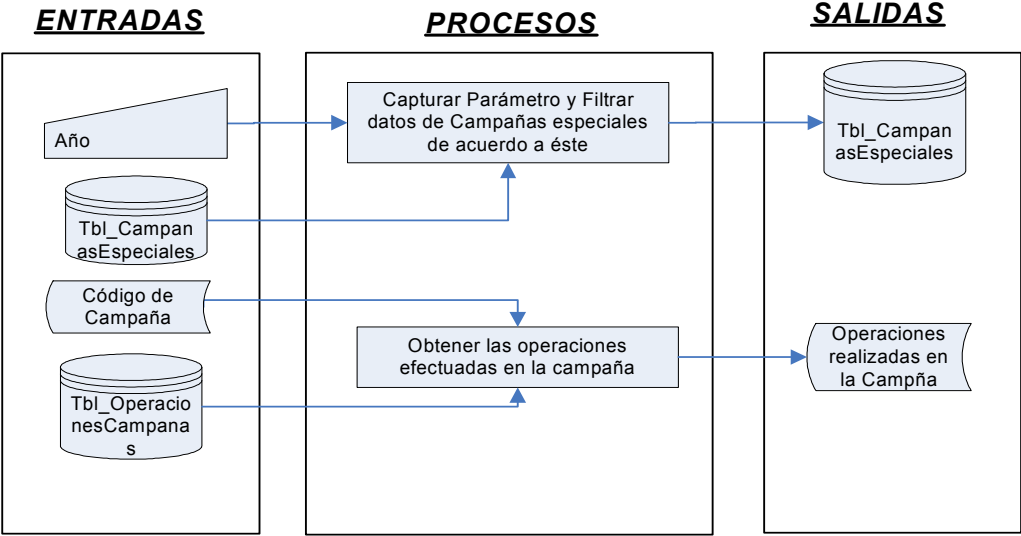 ENTRADAS
PROCESOS
SALIDAS
Año
Capturar Parámetro y Filtrar
datos de Campañas especiales
de acuerdo a éste
Tbl_Campan
asEspeciales
Tbl_Campan
asEspeciales
Código de
Campaña
Obtener las operaciones
efectuadas en la campaña
Operaciones
realizadas en
la Campña
Tbl_Operacio
nesCampana
s